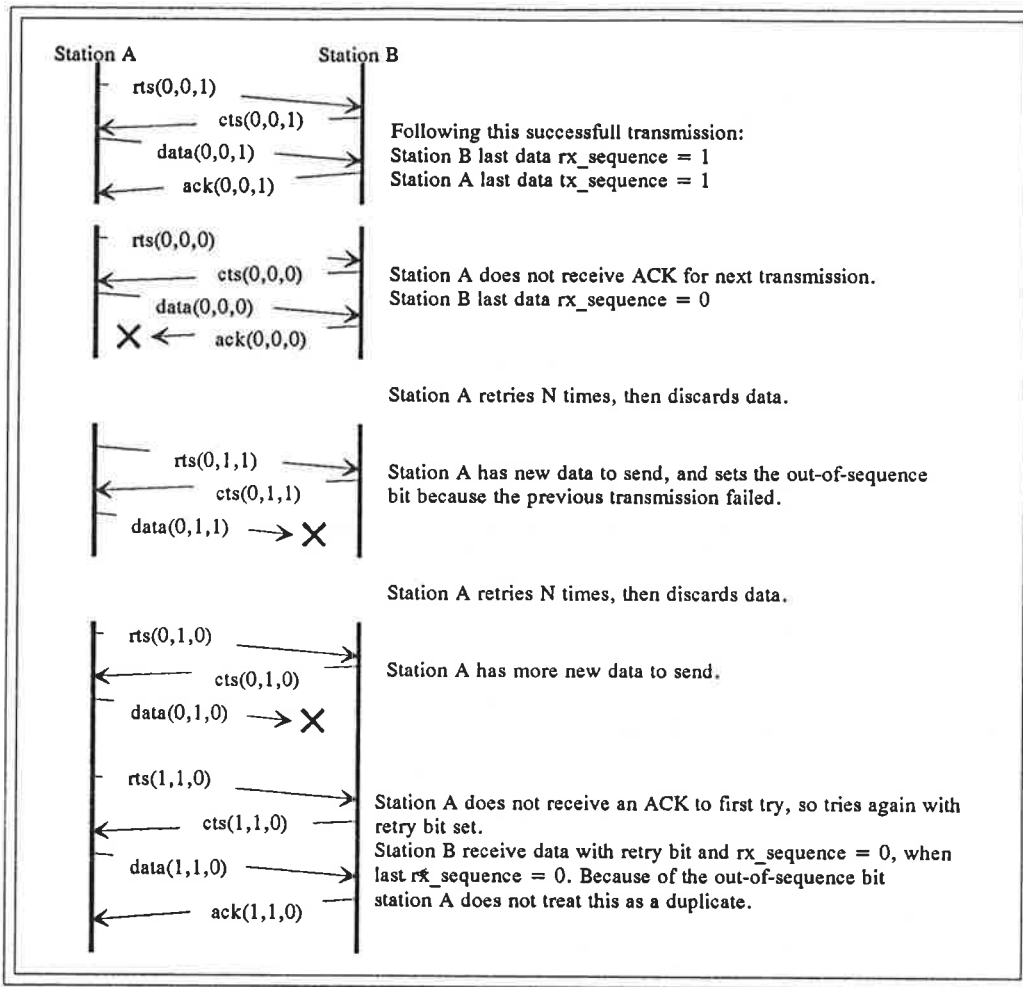 Station A Station B
rts(0,0,1)
cts(0,0,1)
data(0,0,1)
ack(0,0,1)
Following this successfull transmission:
Station B last data rx_sequence = 1
Station A last data tx_sequence = 1
rts(0,0,0)
cts(0,0,0)
data(0,0,0)
ack(0,0,0)
Station A does not receive ACK for next transmission.
Station B last data rx_sequence = 0
Station A retries N times, then discards data.
rts(0,1,1)
cts(0,1,1)
data(0,1,1)
Station A has new data to send, and sets the out-of-sequence
bit because the previous transmission failed.
Station A retries N times, then discards data.
rts(0,1,0)
cts(0,1,0)
data(0,1,0)
Station A has more new data to send.
rts(1,1,0)
cts(1,1,0)
data(1,1,0)
ack(1,1,0)
Station A does not receive an ACK to first try, so tries again with
retry bit set.
Station B receive data with retry bit and rx_sequence = 0, when
last rx_sequence = 0. Because of the out-of-sequence bit
station A does not treat this as a duplicate.